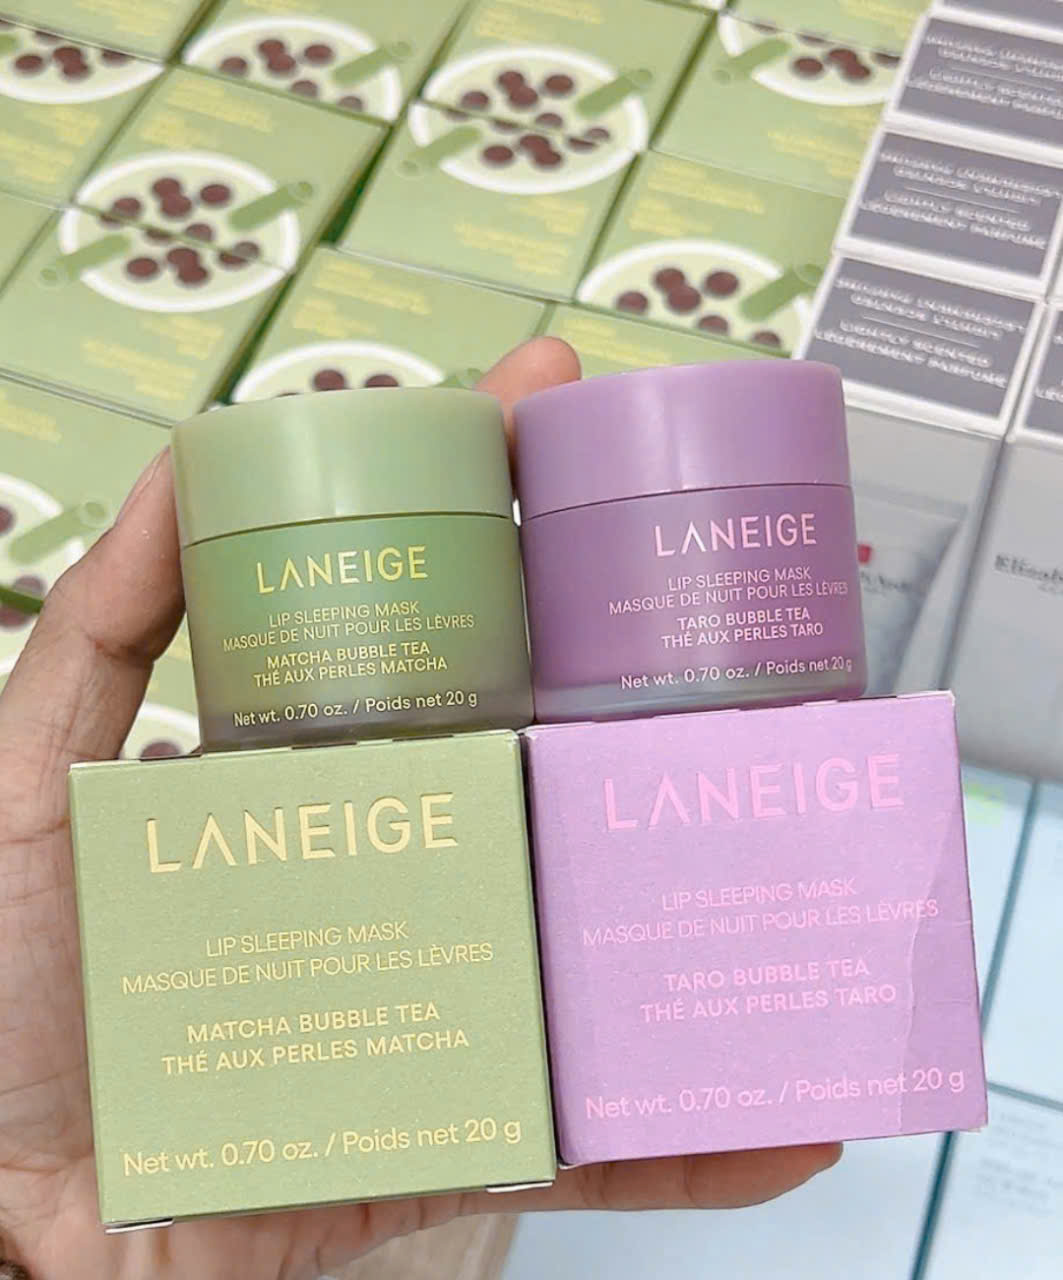 LANEIGE
LIP SLEEPING MASK
MASQUE DE NUIT POUR LES LÈVRES
MATCHA BUBBLE TEA
THÉ AUX PERLES MATCHA
Net wt. 0.70 oz. / Poids net 20 g
LANEIGE
LIP SLEEPING MASK
MASQUE DE NUIT POUR LES LÈVRES
TARO BUBBLE TEA
THÉ AUX PERLES TARO
Net wt. 0.70 oz. / Poids net 20 g
LANEIGE
LIP SLEEPING MASK
MASQUE DE NUIT POUR LES LÈVRES
MATCHA BUBBLE TEA
THÉ AUX PERLES MATCHA
Net wt. 0.70 oz. / Poids net 20 g
LANEIGE
LIP SLEEPING MASK
MASQUE DE NUIT POUR LES LÈVRES
TARO BUBBLE TEA
THÉ AUX PERLES TARO
Net wt. 0.70 oz. / Poids net 20 g
LIGHTLY SCENTED
LÉGÈREMENT PARFUMÉ